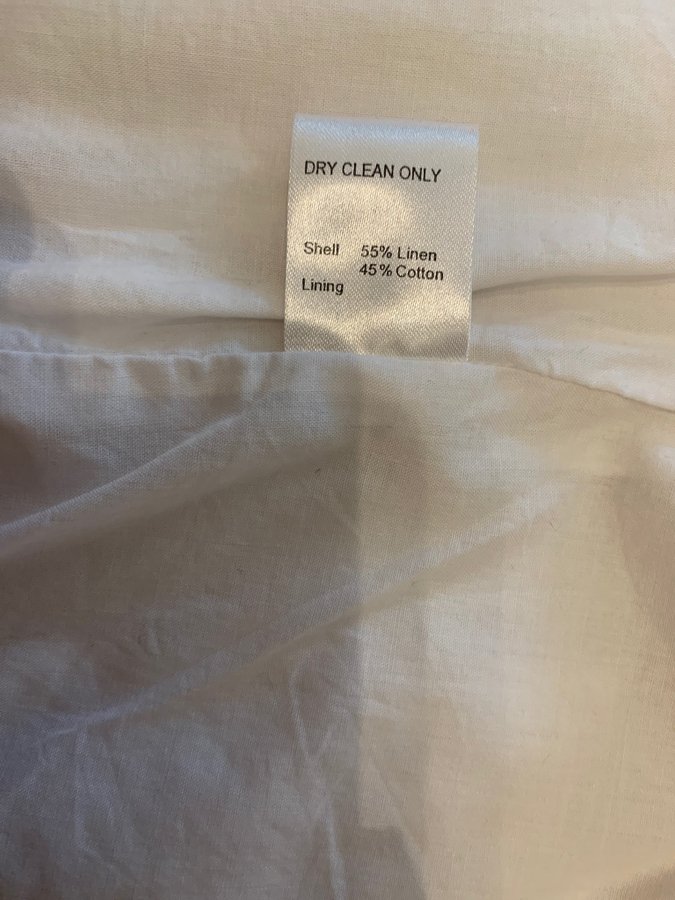 DRY CLEAN ONLY
Shell 55% Linen
45% Cotton
Lining